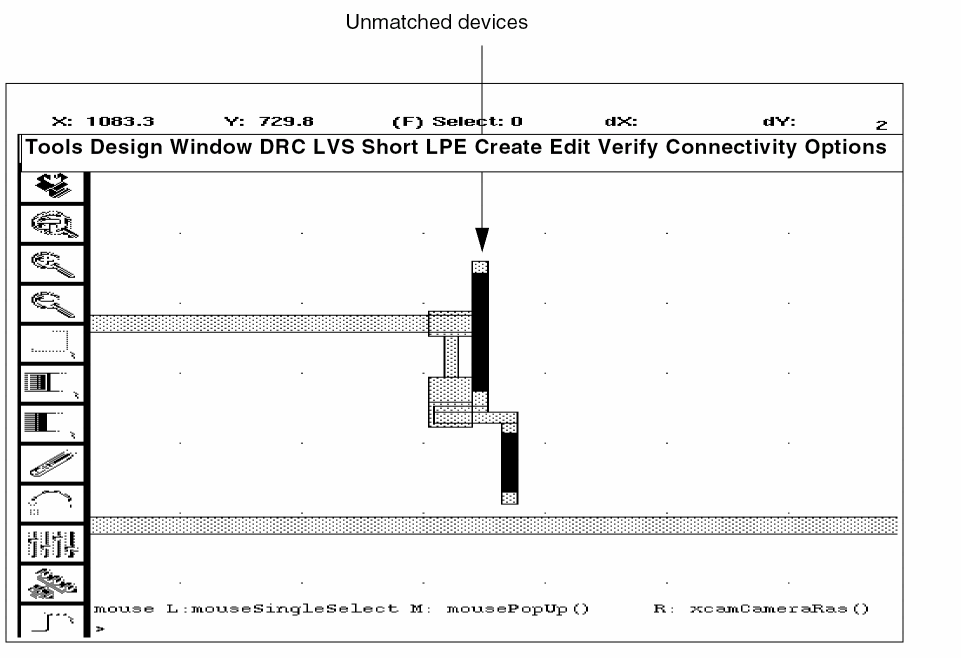 Unmatched devices
X: 1083.3 Y: 729.8 (F) Select: 0 dX: dY: 2
Tools Design Window DRC LVS Short LPE Create Edit Verify Connectivity Options
mouse L:mouseSingleSelect M: mousePopUp() R: xcamCameraRas()
>